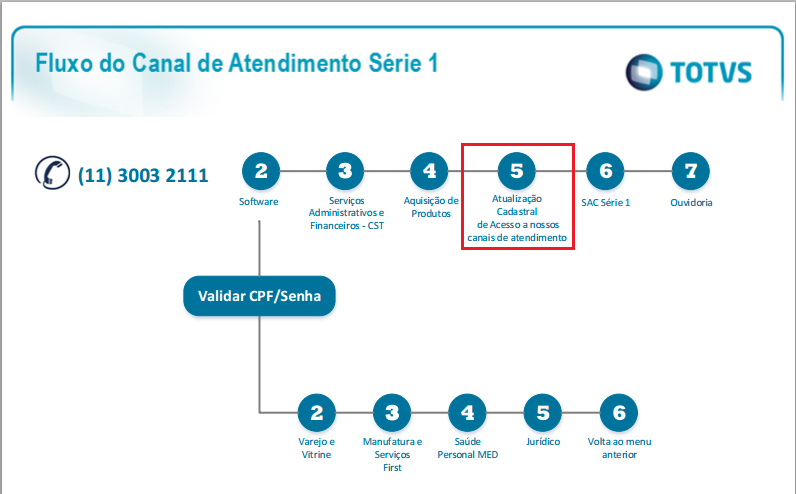 Fluxo do Canal de Atendimento Série 1
TOTVS
(11) 3003 2111
2
Software
3
Serviços
Administrativos e
Financeiros - CST
4
Aquisição de
Produtos
5
Atualização
Cadastral
de Acesso a nossos
canais de atendimento
6
SAC Série 1
7
Ouvidoria
Validar CPF/Senha
2
Varejo e
Vitrine
3
Manufatura e
Serviços
First
4
Saúde
Personal MED
5
Jurídico
6
Volta ao menu
anterior